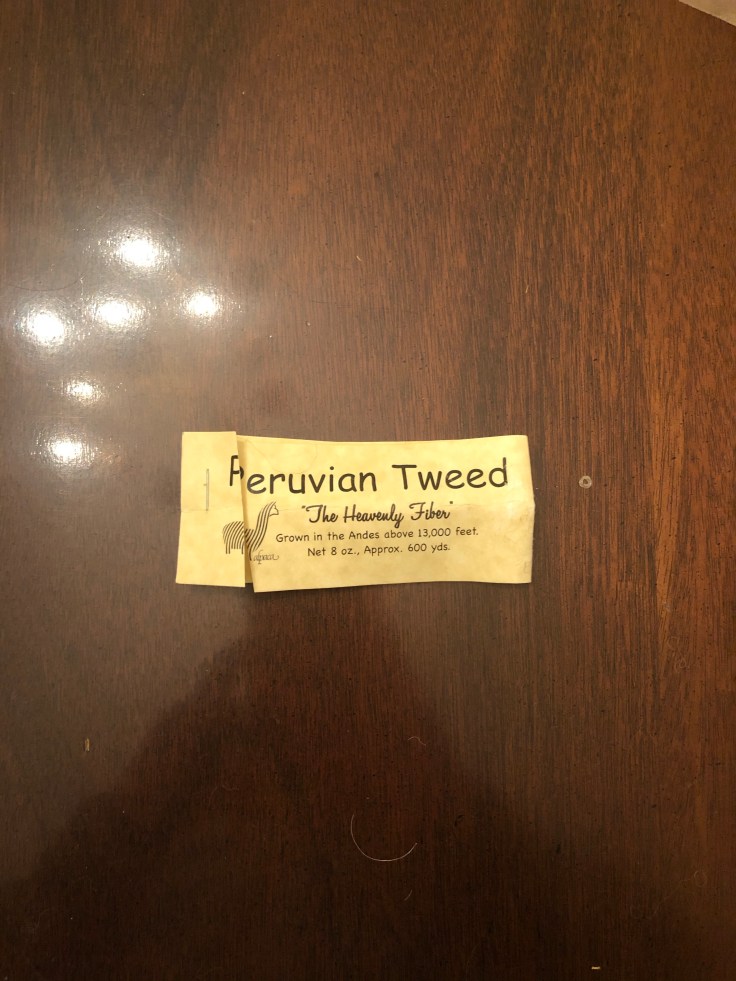 Peruvian Tweed
"The Heavenly Fiber"
Grown in the Andes above 13,000 feet.
Net 8 oz., Approx. 600 yds.